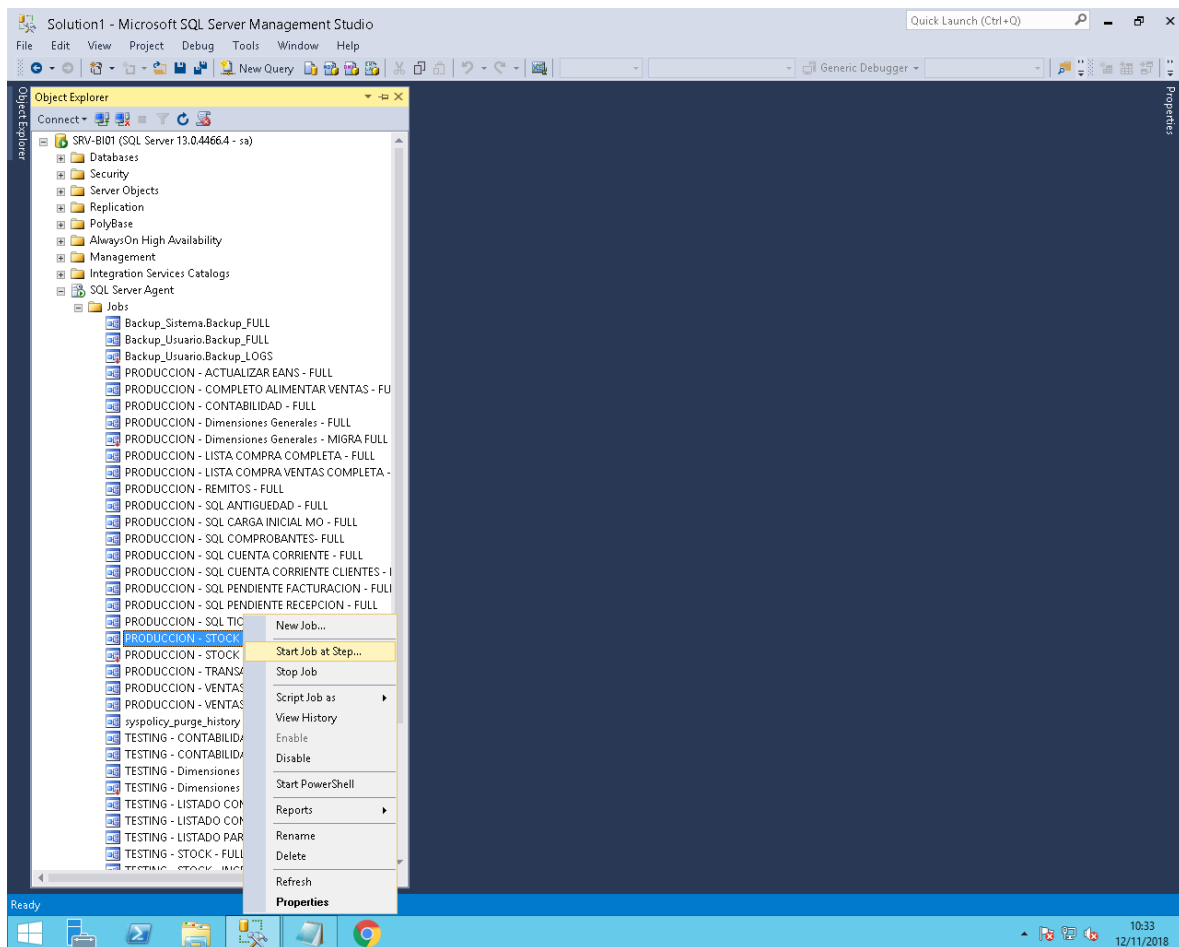 Solution1 - Microsoft SQL Server Management Studio
Quick Launch (Ctrl+Q)
File Edit View Project Debug Tools Window Help
New Query
Generic Debugger
Object Explorer
Object Explorer
Properties
Connect
SRV-BI01 (SQL Server 13.0.4466.4 - sa)
Databases
Security
Server Objects
Replication
PolyBase
AlwaysOn High Availability
Management
Integration Services Catalogs
SQL Server Agent
Jobs
Backup_Sistema.Backup_FULL
Backup_Usuario.Backup_FULL
Backup_Usuario.Backup_LOGS
PRODUCCION - ACTUALIZAR EANS - FULL
PRODUCCION - COMPLETO ALIMENTAR VENTAS - FU
PRODUCCION - CONTABILIDAD - FULL
PRODUCCION - Dimensiones Generales - FULL
PRODUCCION - Dimensiones Generales - MIGRA FULL
PRODUCCION - LISTA COMPRA COMPLETA - FULL
PRODUCCION - LISTA COMPRA VENTAS COMPLETA -
PRODUCCION - REMITOS - FULL
PRODUCCION - SQL ANTIGUEDAD - FULL
PRODUCCION - SQL CARGA INICIAL MO - FULL
PRODUCCION - SQL COMPROBANTES- FULL
PRODUCCION - SQL CUENTA CORRIENTE - FULL
PRODUCCION - SQL CUENTA CORRIENTE CLIENTES -
PRODUCCION - SQL PENDIENTE FACTURACION - FULL
PRODUCCION - SQL PENDIENTE RECEPCION - FULL
PRODUCCION - SQL TIC
PRODUCCION - STOCK
PRODUCCION - STOCK
PRODUCCION - TRANSA
PRODUCCION - VENTAS
PRODUCCION - VENTAS
syspolicy_purge_history
TESTING - CONTABILIDA
TESTING - CONTABILIDA
TESTING - Dimensiones
TESTING - Dimensiones
TESTING - LISTADO CON
TESTING - LISTADO CON
TESTING - LISTADO PAR
TESTING - STOCK - FULL
TESTING - STOCK - INC
New Job...
Start Job at Step...
Stop Job
Script Job as
View History
Enable
Disable
Start PowerShell
Reports
Rename
Delete
Refresh
Properties
Ready
10:33
12/11/2018